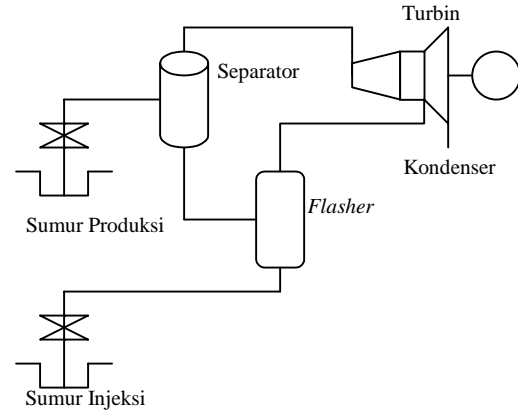 Turbin
Separator
Kondenser
Sumur Produksi
Flasher
Sumur Injeksi